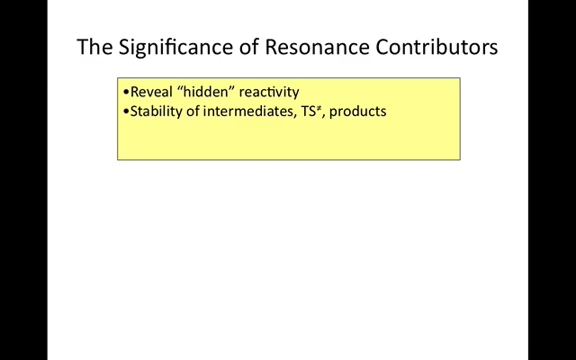 The Significance of Resonance Contributors
•Reveal “hidden” reactivity
•Stability of intermediates, TS≠, products